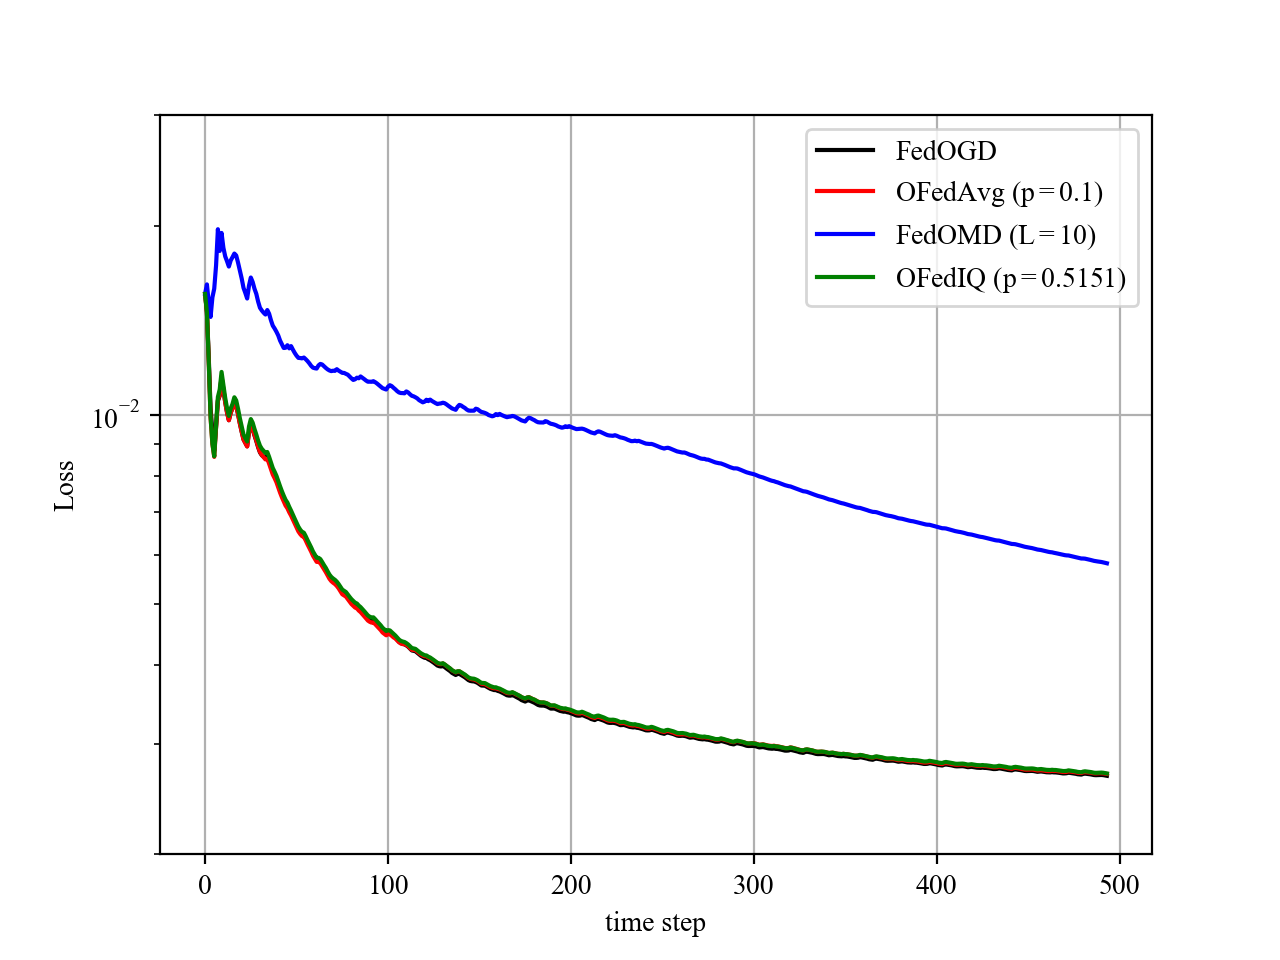 FedOGD
OFedAvg (p = 0.1)
FedOMD (L = 10)
OFedIQ (p = 0.5151)
10⁻²
Loss
0 100 200 300 400 500
time step